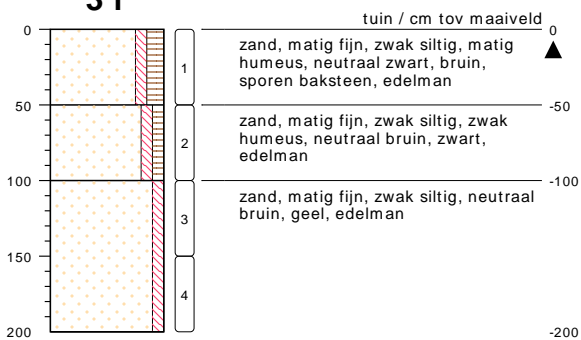 31
tuin / cm tov maaiveld
0
0
zand, matig fijn, zwak siltig, matig
humeus, neutraal zwart, bruin,
sporen baksteen, edelman
1
50
-50
zand, matig fijn, zwak siltig, zwak
humeus, neutraal bruin, zwart,
edelman
2
100
-100
zand, matig fijn, zwak siltig, neutraal
bruin, geel, edelman
3
150
4
200
-200